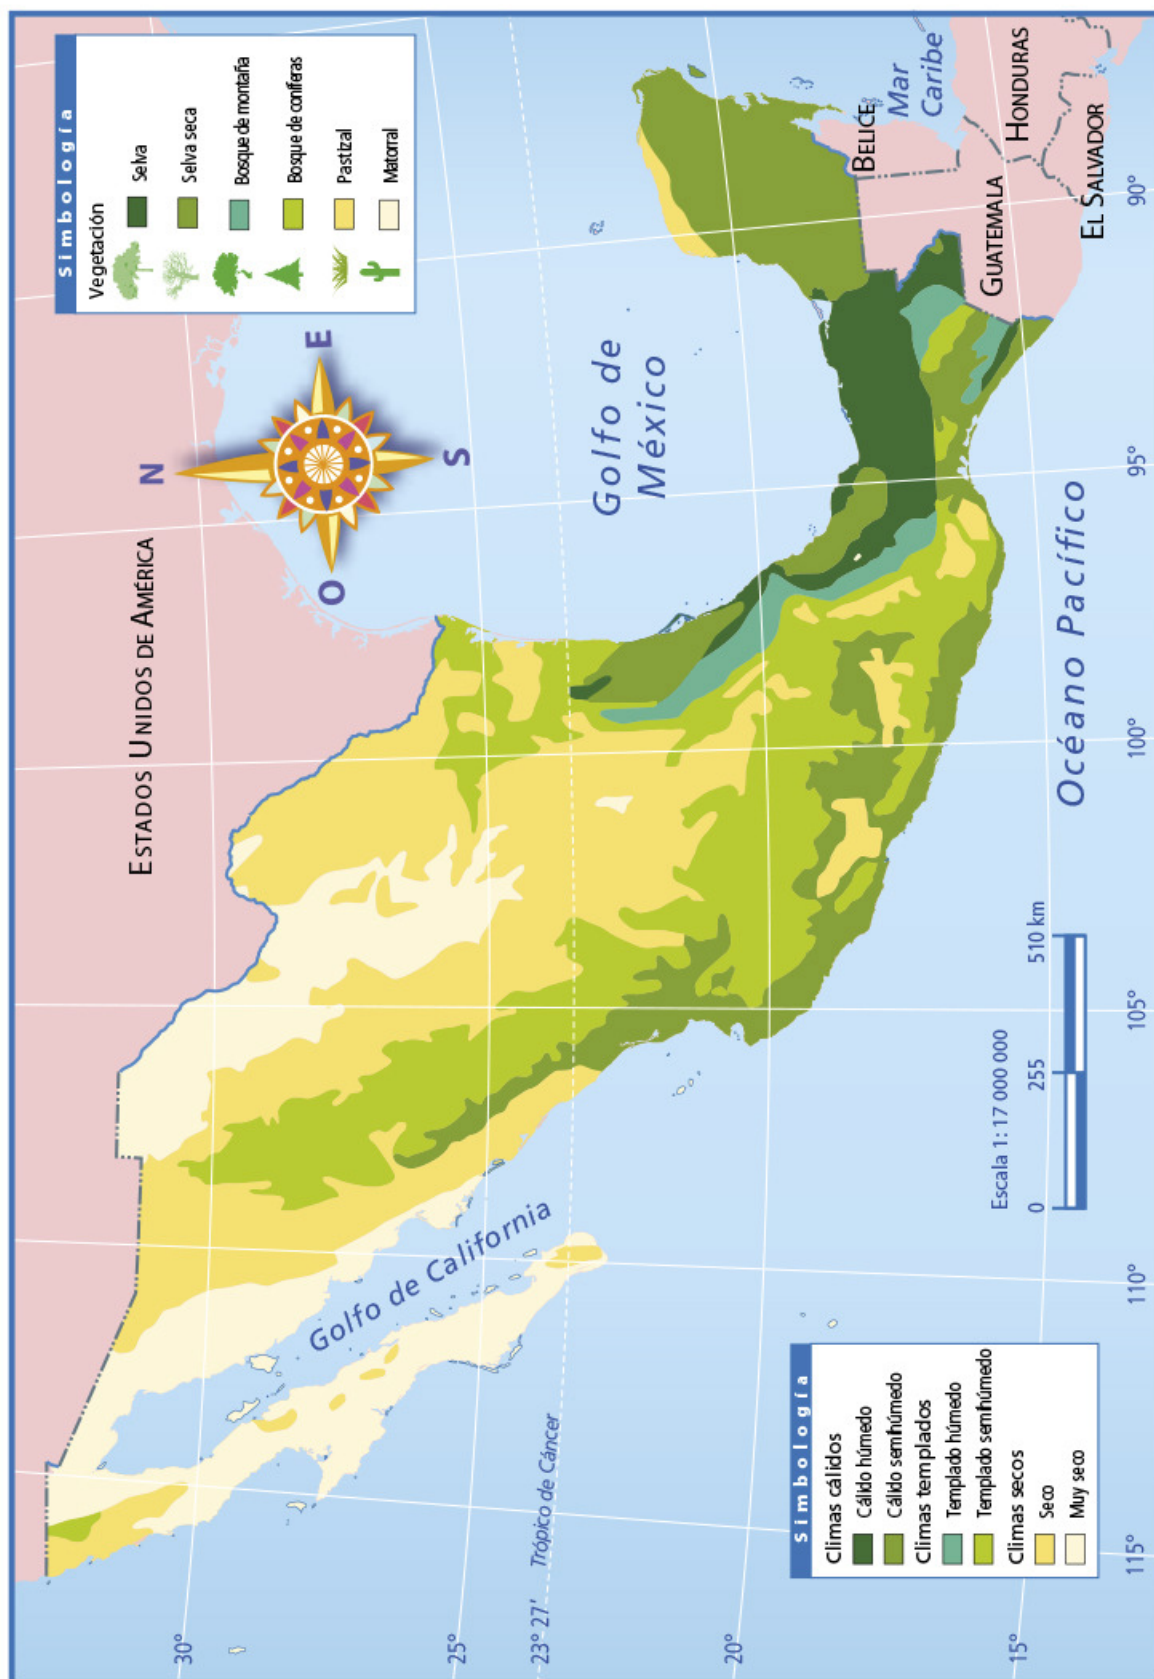 Simbología
Vegetación
Selva
Selva seca
Bosque de montaña
Bosque de coníferas
Pastizal
Matorral
N
E
S
O
ESTADOS UNIDOS DE AMÉRICA
Golfo de
México
Golfo de California
Mar
Caribe
BELICE
GUATEMALA
HONDURAS
EL SALVADOR
Océano Pacífico
Trópico de Cáncer
30°
25°
23° 27'
20°
15°
115°
110°
105°
100°
95°
90°
Escala 1: 17 000 000
0 255 510 km
Simbología
Climas cálidos
Cálido húmedo
Cálido semihúmedo
Climas templados
Templado húmedo
Templado semihúmedo
Climas secos
Seco
Muy seco